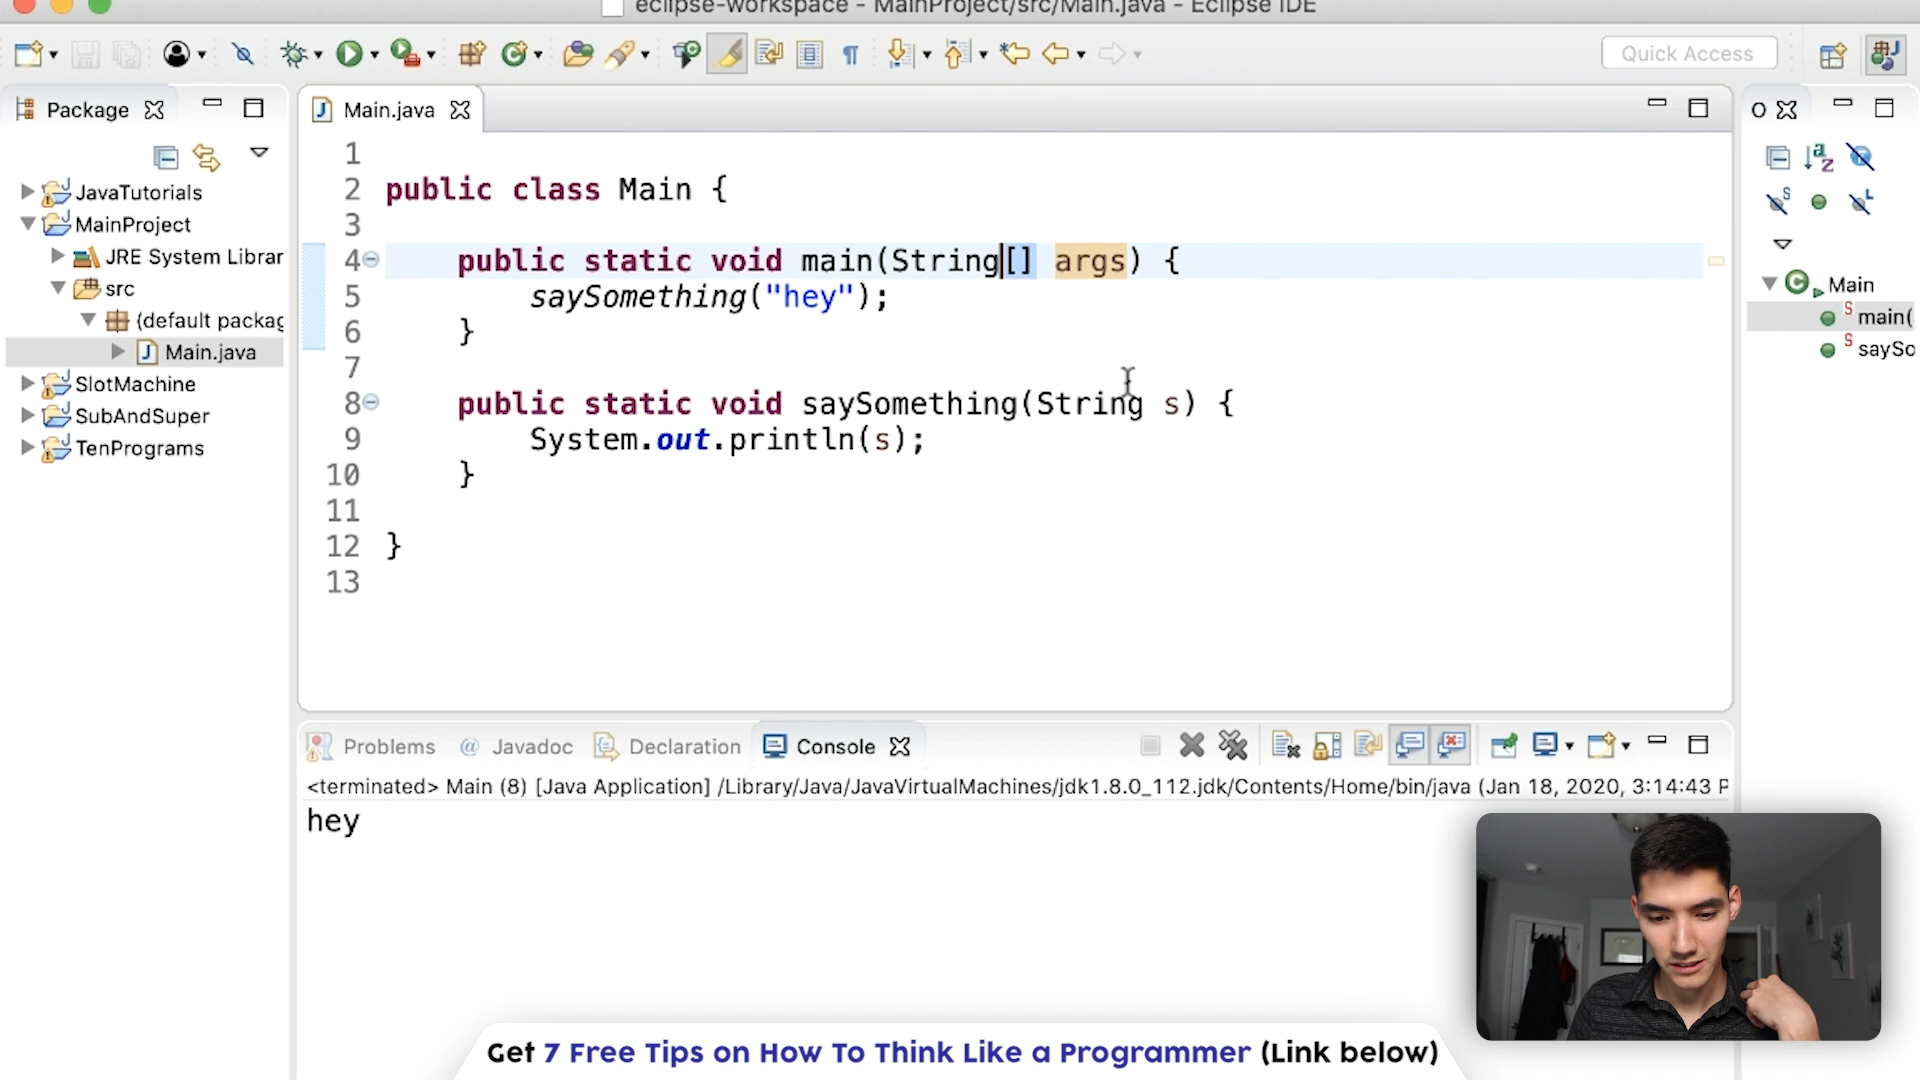 eclipse-workspace - MainProject/src/Main.java - Eclipse IDE
Quick Access
Package
JavaTutorials
MainProject
JRE System Librar
src
(default packag
Main.java
SlotMachine
SubAndSuper
TenPrograms
Main.java
1
2 public class Main {
3
4 public static void main(String[] args) {
5 saySomething("hey");
6 }
7
8 public static void saySomething(String s) {
9 System.out.println(s);
10 }
11
12 }
13
O
Main
main(
saySo
Problems @ Javadoc Declaration Console
<terminated> Main (8) [Java Application] /Library/Java/JavaVirtualMachines/jdk1.8.0_112.jdk/Contents/Home/bin/java (Jan 18, 2020, 3:14:43 P
hey
Get 7 Free Tips on How To Think Like a Programmer (Link below)